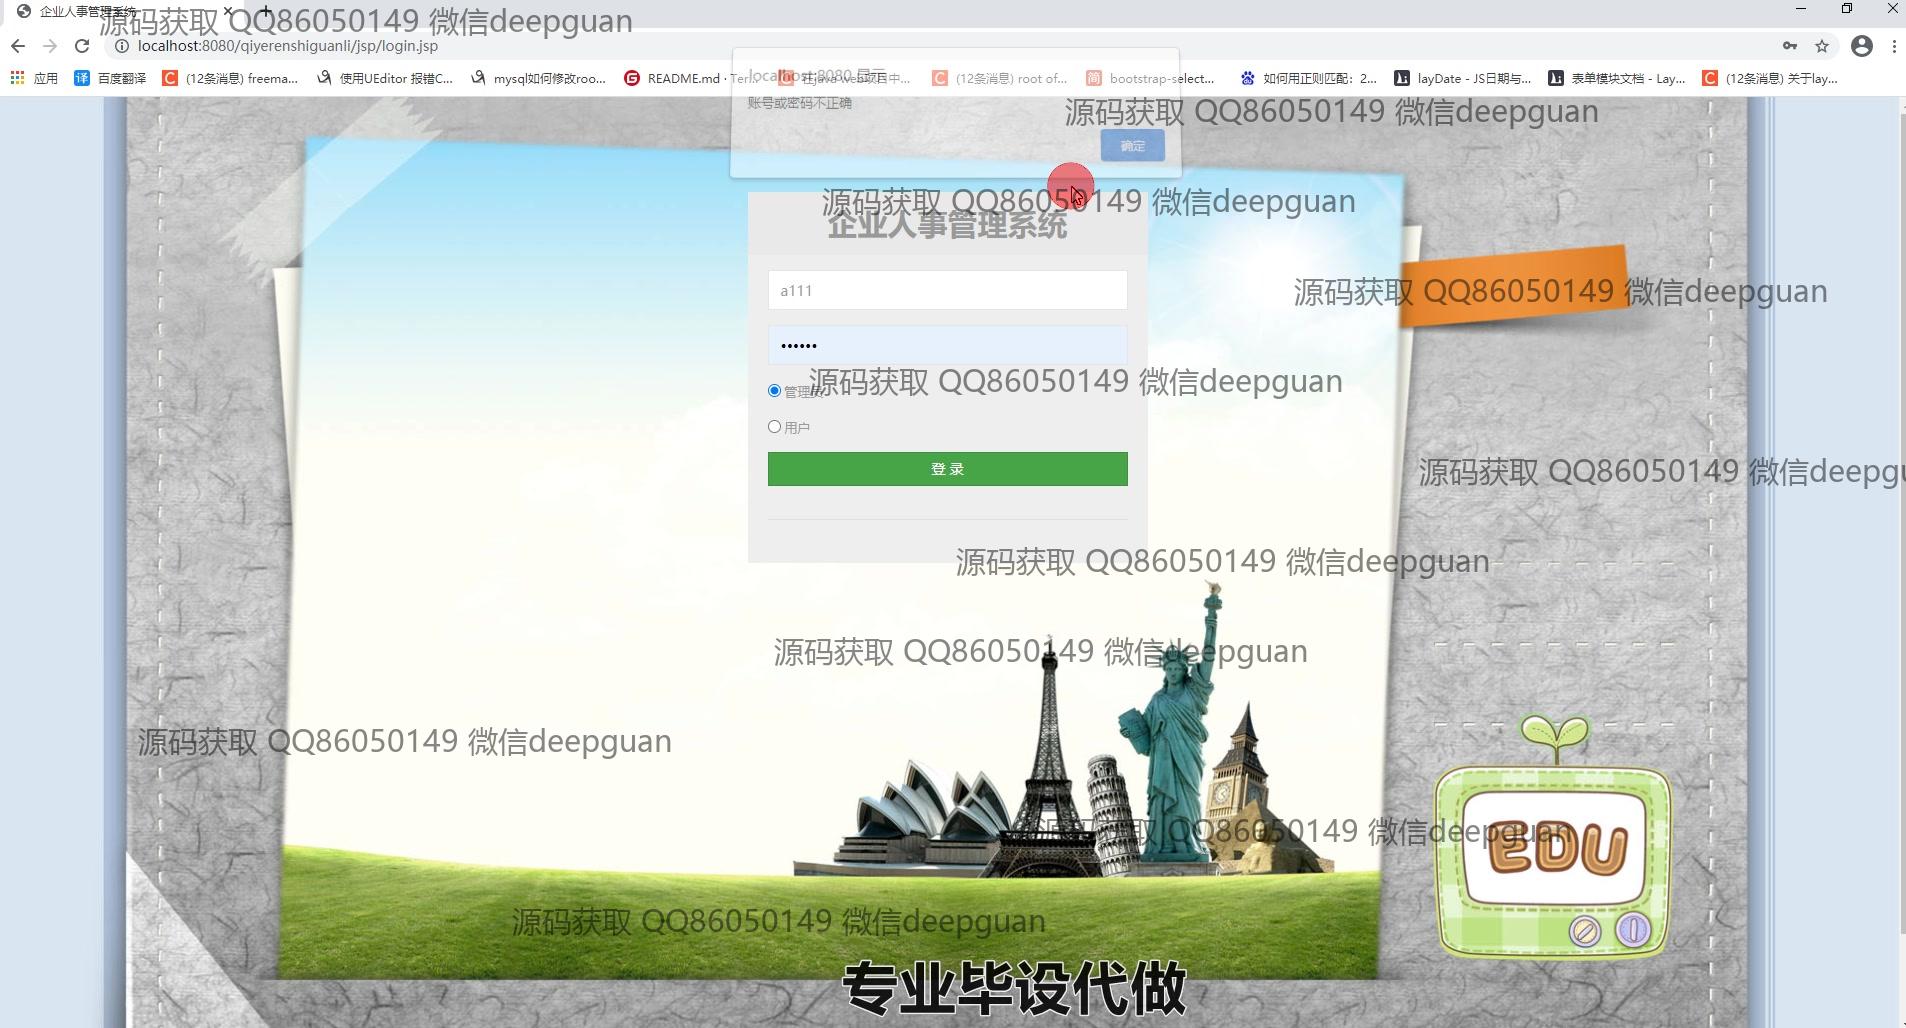 企业人事管理系统
源码获取 QQ86050149 微信deepguan
localhost:8080/qiyerenshiguanli/jsp/login.jsp
应用
百度翻译
(12条消息) freema...
使用UEditor 报错C...
mysql如何修改roo...
README.md · Ter
在java web项目中...
(12条消息) root of...
bootstrap-select...
如何用正则匹配：2...
layDate - JS日期与...
表单模块文档 - Lay...
(12条消息) 关于lay...
localhost:8080 显示
账号或密码不正确
源码获取 QQ86050149 微信deepguan
确定
源码获取 QQ86050149 微信deepguan
企业人事管理系统
a111
源码获取 QQ86050149 微信deepguan
管理员
源码获取 QQ86050149 微信deepguan
用户
登 录
源码获取 QQ86050149 微信deepgu
源码获取 QQ86050149 微信deepguan
源码获取 QQ86050149 微信deepguan
源码获取 QQ86050149 微信deepguan
源码获取 QQ86050149 微信deepguan
EDU
源码获取 QQ86050149 微信deepguan
专业毕设代做